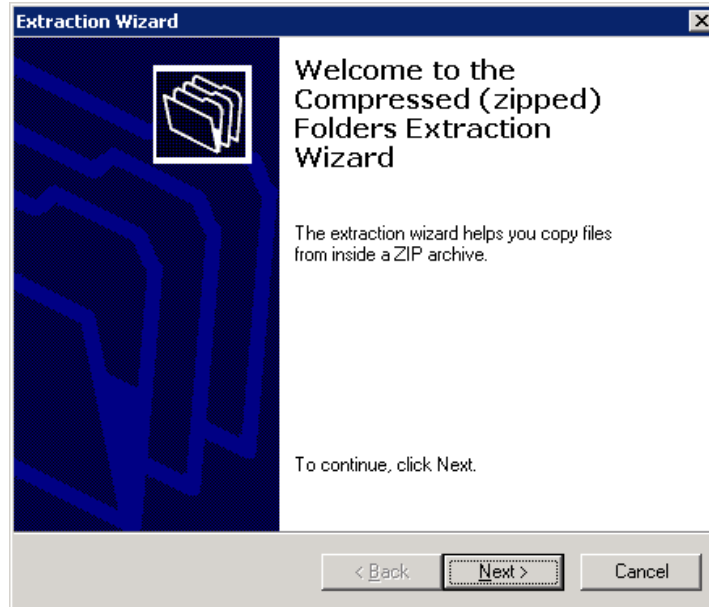 Extraction Wizard
Welcome to the
Compressed (zipped)
Folders Extraction
Wizard
The extraction wizard helps you copy files
from inside a ZIP archive.
To continue, click Next.
< Back
Next >
Cancel